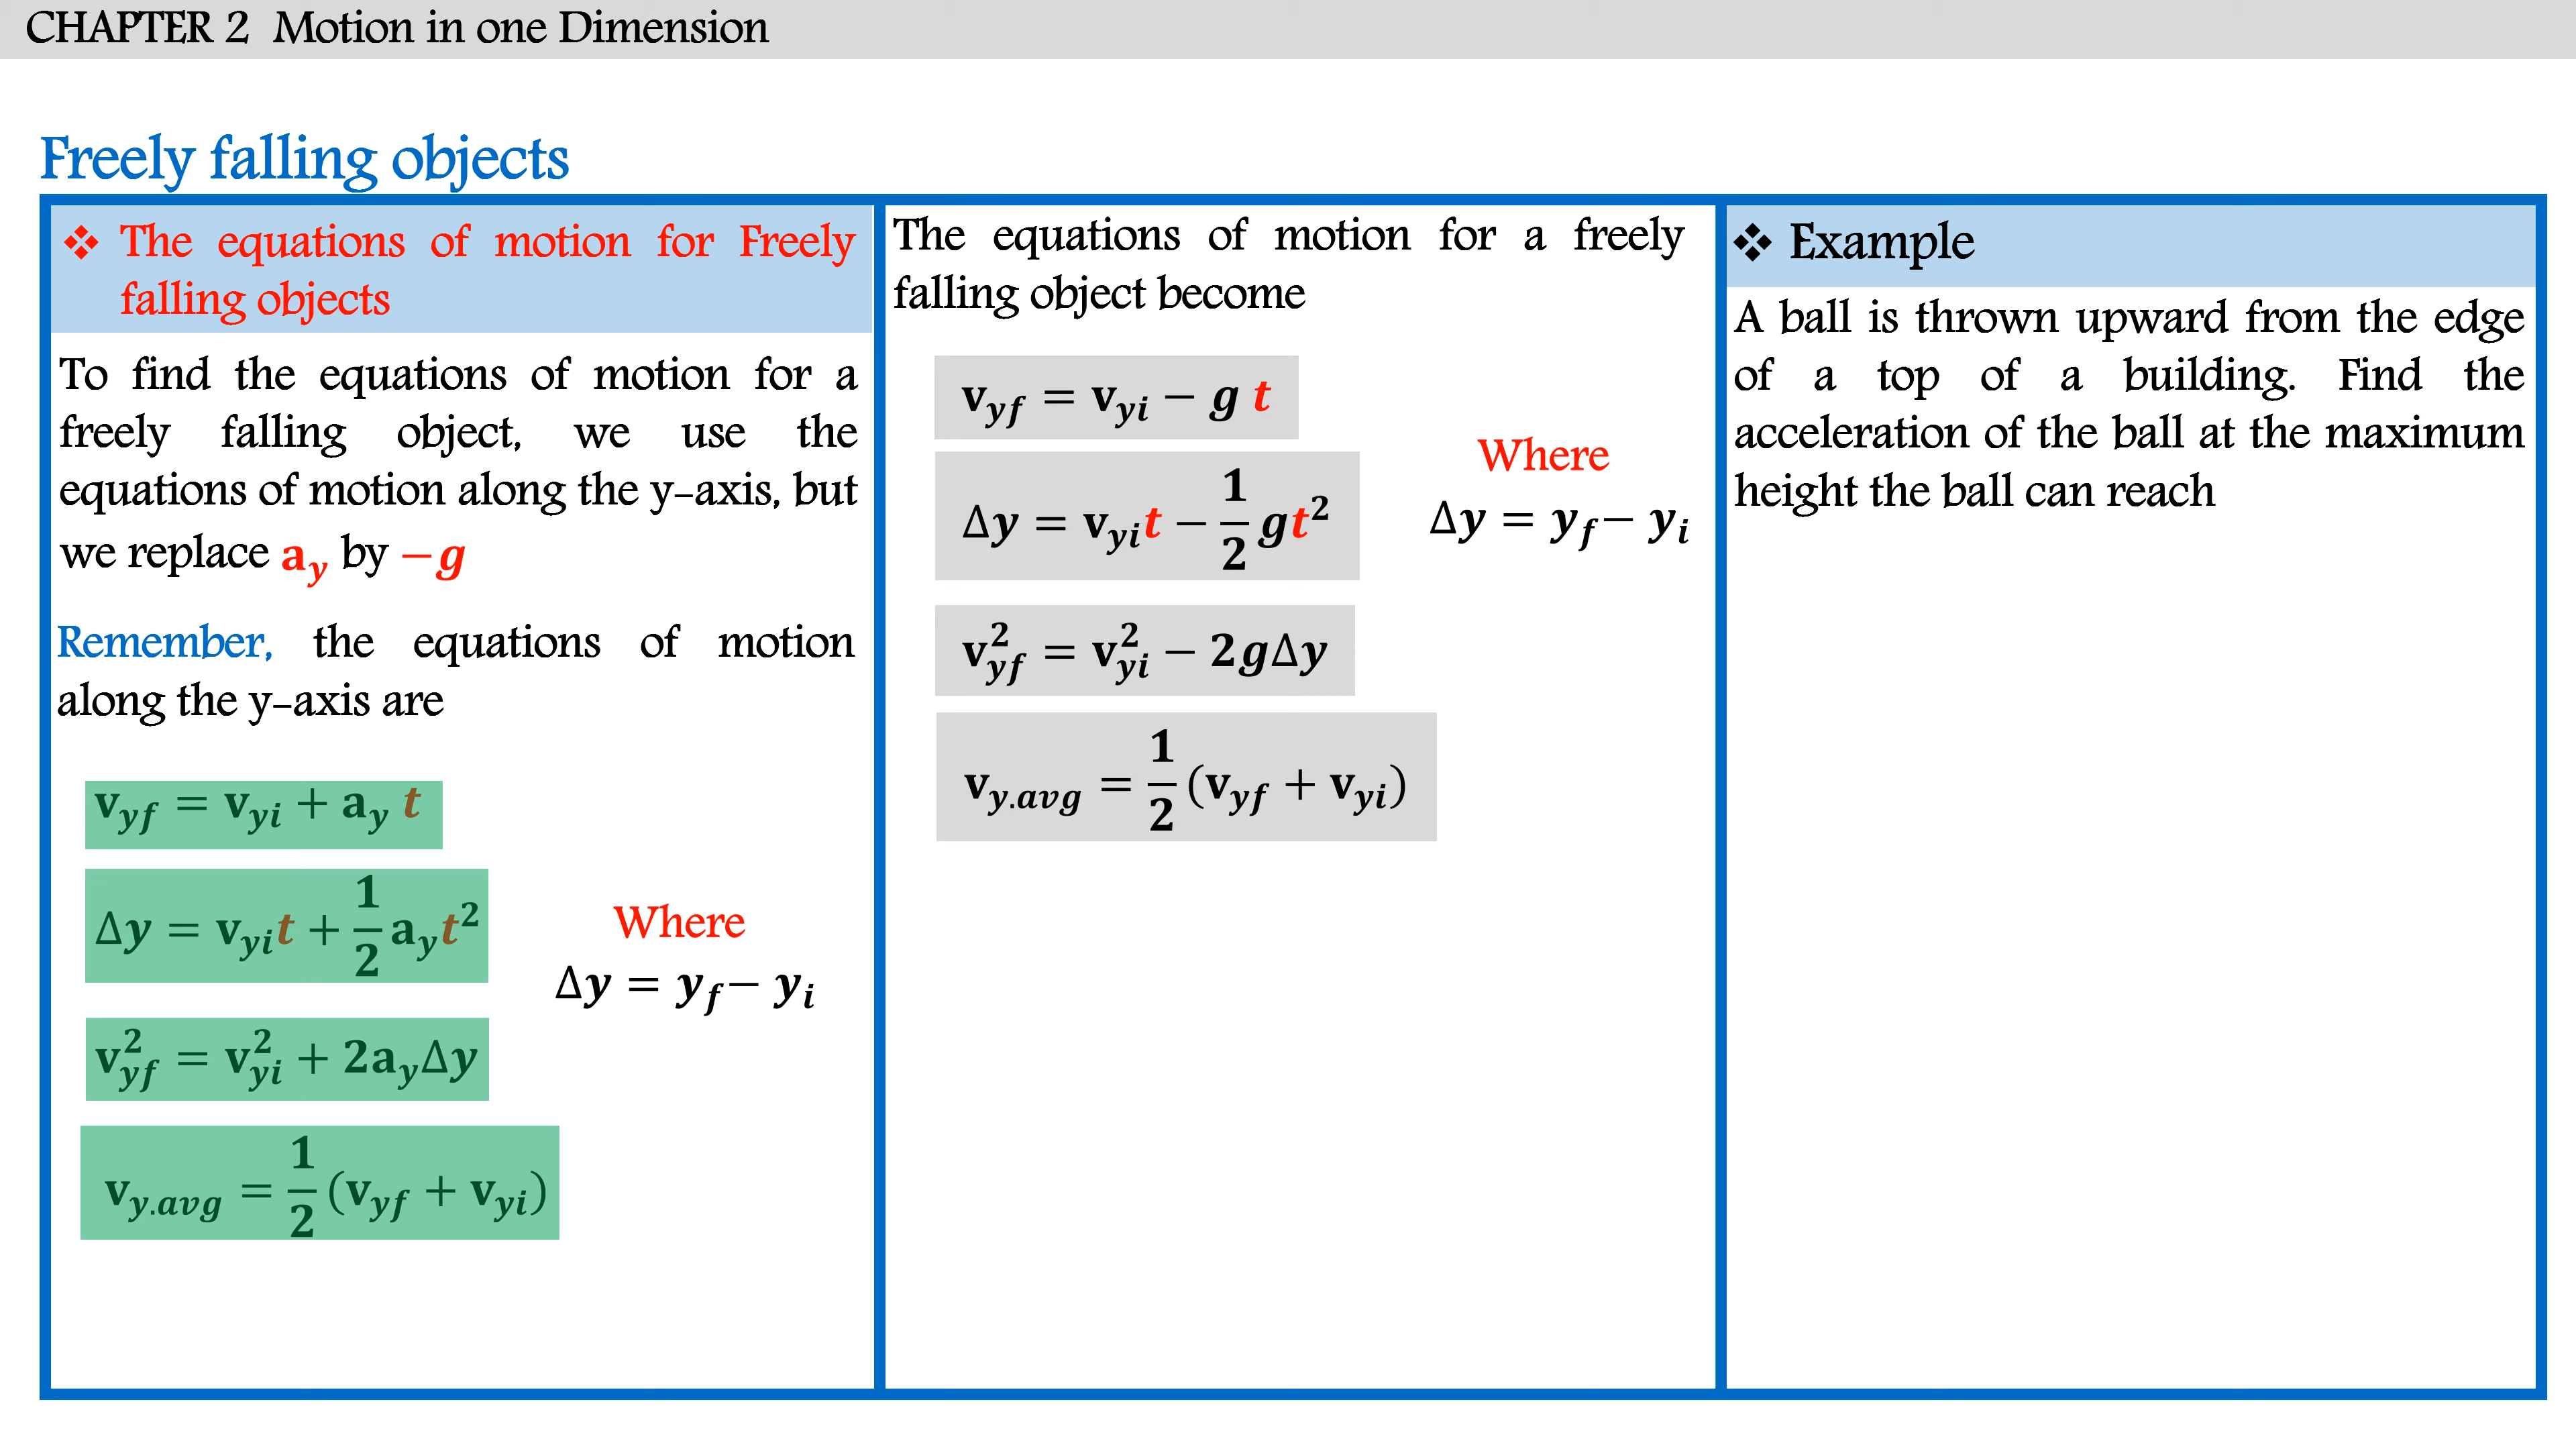 CHAPTER 2 Motion in one Dimension
Freely falling objects
❖ The equations of motion for Freely
falling objects
To find the equations of motion for a
freely falling object, we use the
equations of motion along the y-axis, but
we replace a_y by −g
Remember, the equations of motion
along the y-axis are
v_yf = v_yi + a_y t
Δy = v_yi t + 1/2 a_y t²
v²_yf = v²_yi + 2a_yΔy
v_y.avg = 1/2 (v_yf + v_yi)
Where
Δy = y_f − y_i
The equations of motion for a freely
falling object become
v_yf = v_yi − g t
Δy = v_yi t − 1/2 gt²
v²_yf = v²_yi − 2gΔy
v_y.avg = 1/2 (v_yf + v_yi)
Where
Δy = y_f − y_i
❖ Example
A ball is thrown upward from the edge
of a top of a building. Find the
acceleration of the ball at the maximum
height the ball can reach